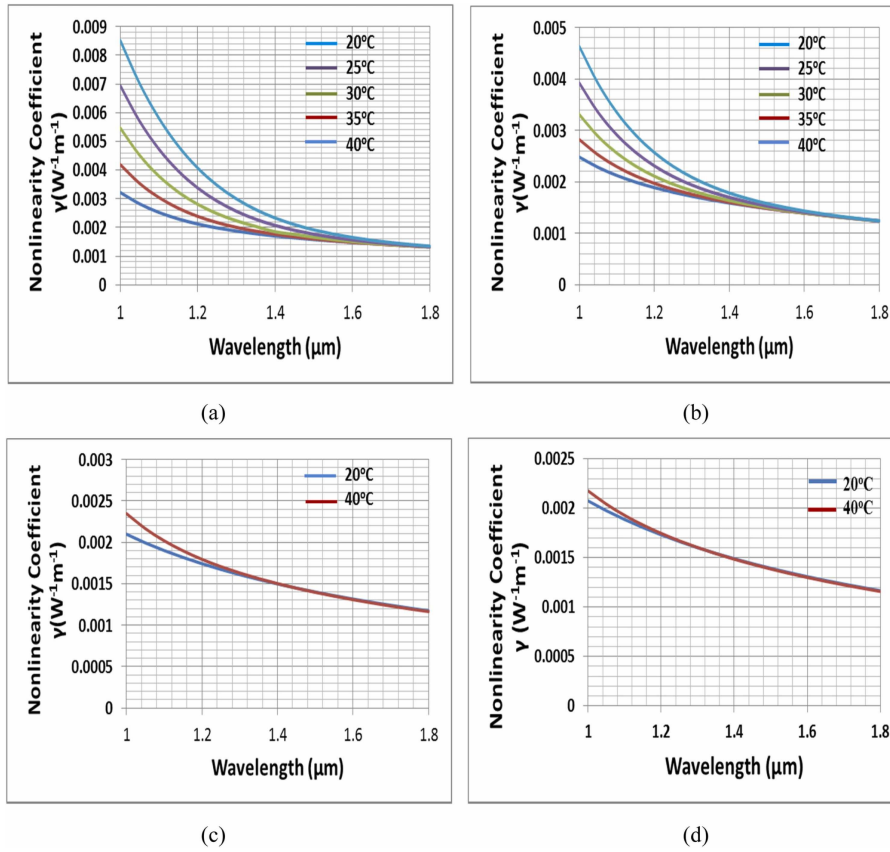 0.009
0.008
0.007
0.006
0.005
0.004
0.003
0.002
0.001
0
Nonlinearity Coefficient
γ(W⁻¹m⁻¹)
20ºC
25ºC
30ºC
35ºC
40ºC
1 1.2 1.4 1.6 1.8
Wavelength (μm)
(a)
0.005
0.004
0.003
0.002
0.001
0
Nonlinearity Coefficient
γ(W⁻¹m⁻¹)
20ºC
25ºC
30ºC
35ºC
40ºC
1 1.2 1.4 1.6 1.8
Wavelength (μm)
(b)
0.003
0.0025
0.002
0.0015
0.001
0.0005
0
Nonlinearity Coefficient
γ(W⁻¹m⁻¹)
20ºC
40ºC
1 1.2 1.4 1.6 1.8
Wavelength (μm)
(c)
0.0025
0.002
0.0015
0.001
0.0005
0
Nonlinearity Coefficient
γ (W⁻¹m⁻¹)
20ºC
40ºC
1 1.2 1.4 1.6 1.8
Wavelength (μm)
(d)